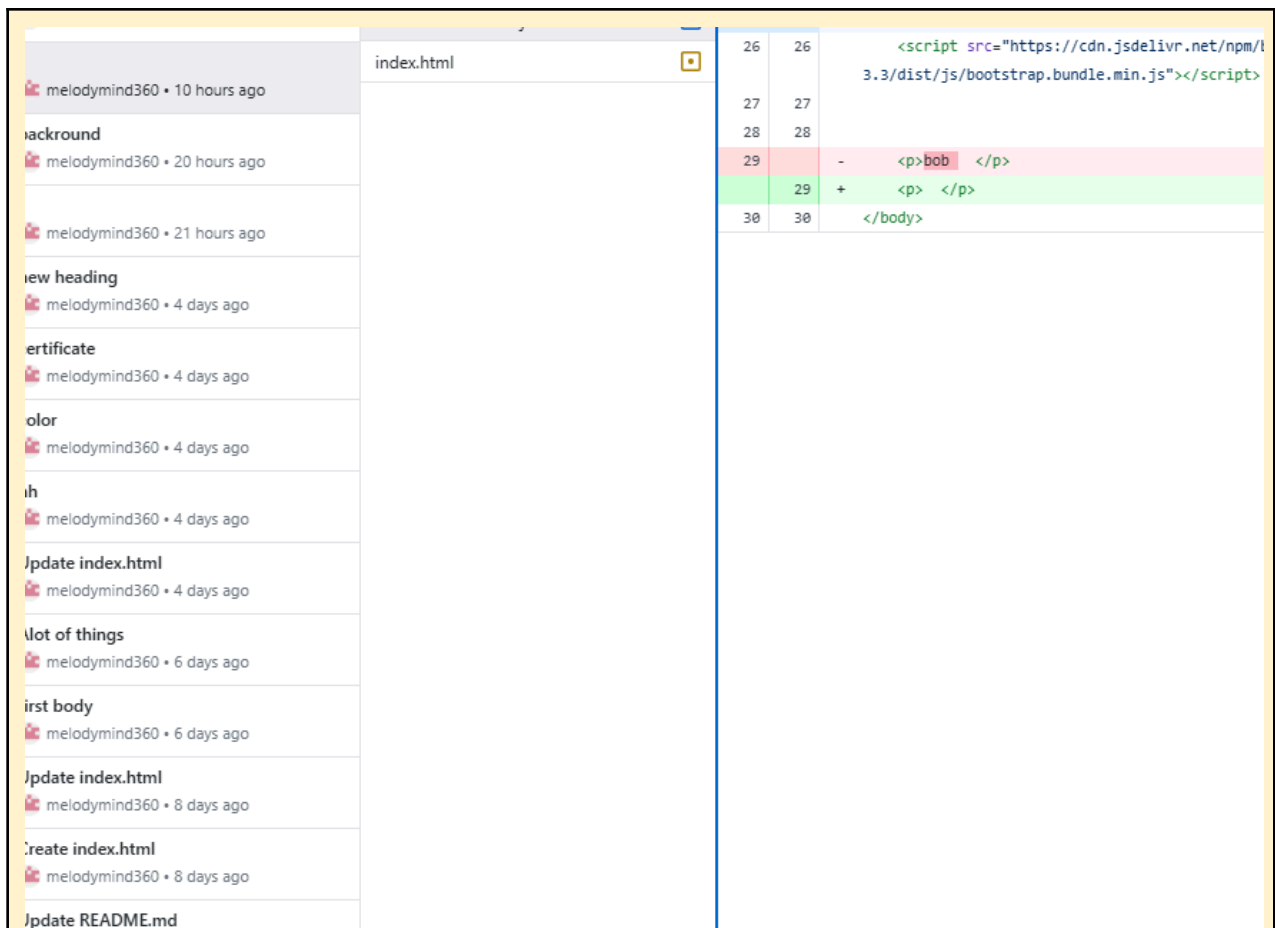 melodymind360 • 10 hours ago
ackround
melodymind360 • 20 hours ago
melodymind360 • 21 hours ago
ew heading
melodymind360 • 4 days ago
ertificate
melodymind360 • 4 days ago
olor
melodymind360 • 4 days ago
h
melodymind360 • 4 days ago
Update index.html
melodymind360 • 4 days ago
Alot of things
melodymind360 • 6 days ago
irst body
melodymind360 • 6 days ago
Update index.html
melodymind360 • 8 days ago
Create index.html
melodymind360 • 8 days ago
Update README.md
index.html
26 26 <script src="https://cdn.jsdelivr.net/npm/b
3.3/dist/js/bootstrap.bundle.min.js"></script>
27 27
28 28
29 - <p>bob </p>
29 + <p> </p>
30 30 </body>